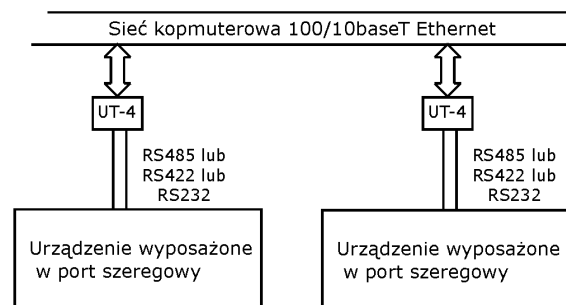 Sieć kopmuterowa 100/10baseT Ethernet
UT-4
UT-4
RS485 lub
RS422 lub
RS232
RS485 lub
RS422 lub
RS232
Urządzenie wyposażone
w port szeregowy
Urządzenie wyposażone
w port szeregowy